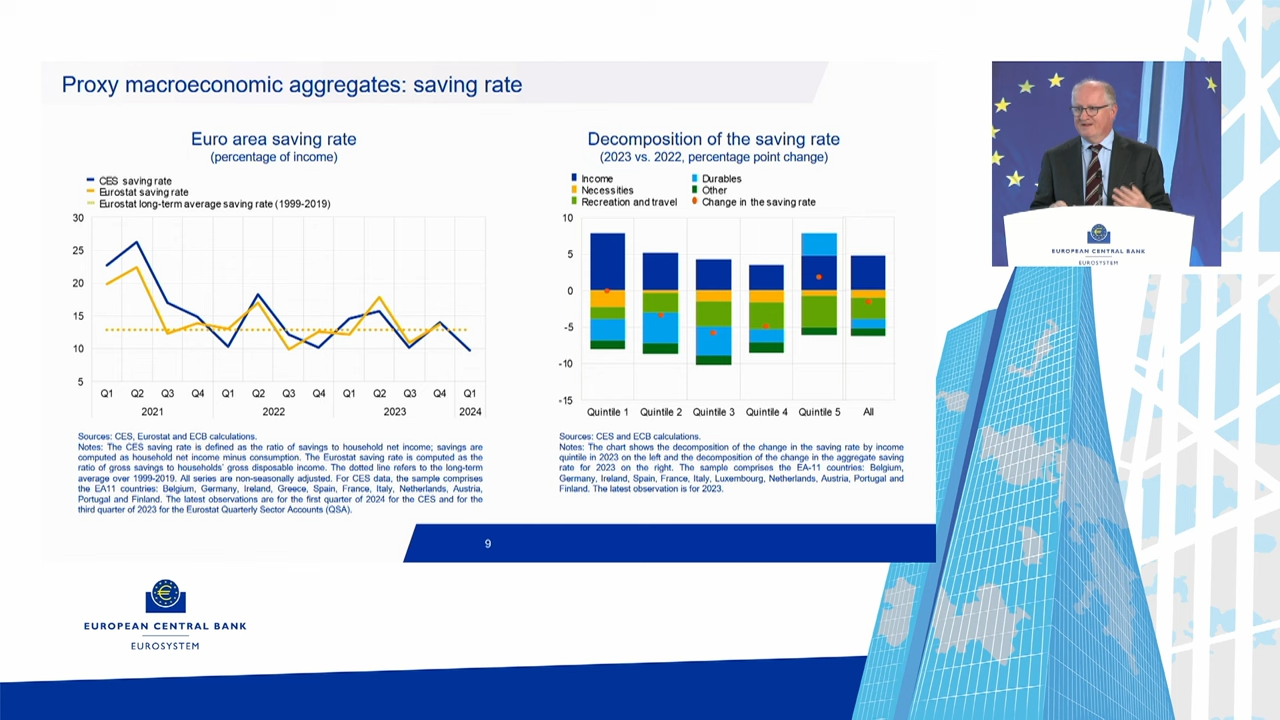 Proxy macroeconomic aggregates: saving rate
Euro area saving rate
(percentage of income)
CES saving rate
Eurostat saving rate
Eurostat long-term average saving rate (1999-2019)
30
25
20
15
10
5
Q1 Q2 Q3 Q4 Q1 Q2 Q3 Q4 Q1 Q2 Q3 Q4 Q1
2021 2022 2023 2024
Sources: CES, Eurostat and ECB calculations.
Notes: The CES saving rate is defined as the ratio of savings to household net income; savings are
computed as household net income minus consumption. The Eurostat saving rate is computed as the
ratio of gross savings to households' gross disposable income. The dotted line refers to the long-term
average over 1999-2019. All series are non-seasonally adjusted. For CES data, the sample comprises
the EA11 countries: Belgium, Germany, Ireland, Greece, Spain, France, Italy, Netherlands, Austria,
Portugal and Finland. The latest observations are for the first quarter of 2024 for the CES and for the
third quarter of 2023 for the Eurostat Quarterly Sector Accounts (QSA).
Decomposition of the saving rate
(2023 vs. 2022, percentage point change)
Income Durables
Necessities Other
Recreation and travel Change in the saving rate
10
5
0
-5
-10
-15
Quintile 1 Quintile 2 Quintile 3 Quintile 4 Quintile 5 All
Sources: CES and ECB calculations.
Notes: The chart shows the decomposition of the change in the saving rate by income
quintile in 2023 on the left and the decomposition of the change in the aggregate saving
rate for 2023 on the right. The sample comprises the EA-11 countries: Belgium,
Germany, Ireland, Spain, France, Italy, Luxembourg, Netherlands, Austria, Portugal and
Finland. The latest observation is for 2023.
9
EUROPEAN CENTRAL BANK
EUROSYSTEM
EUROPEAN CENTRAL BANK
EUROSYSTEM